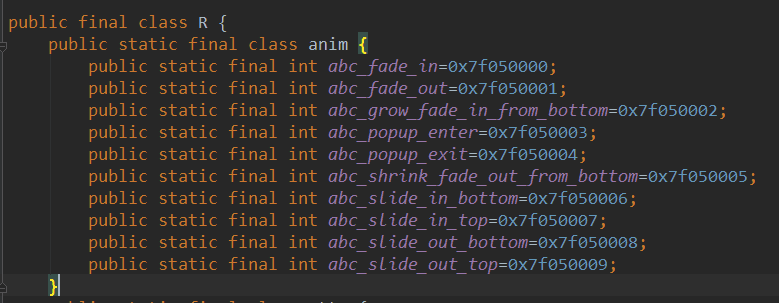 public final class R {
    public static final class anim {
        public static final int abc_fade_in=0x7f050000;
        public static final int abc_fade_out=0x7f050001;
        public static final int abc_grow_fade_in_from_bottom=0x7f050002;
        public static final int abc_popup_enter=0x7f050003;
        public static final int abc_popup_exit=0x7f050004;
        public static final int abc_shrink_fade_out_from_bottom=0x7f050005;
        public static final int abc_slide_in_bottom=0x7f050006;
        public static final int abc_slide_in_top=0x7f050007;
        public static final int abc_slide_out_bottom=0x7f050008;
        public static final int abc_slide_out_top=0x7f050009;
    }